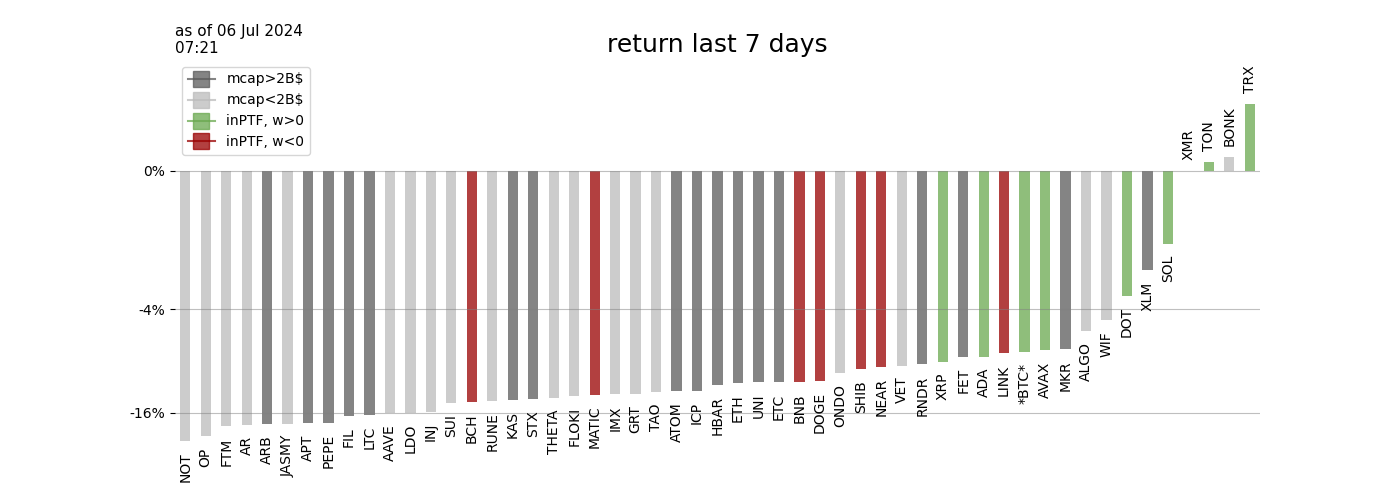 as of 06 Jul 2024
07:21
return last 7 days
mcap>2B$
mcap<2B$
inPTF, w>0
inPTF, w<0
0%
-4%
-16%
NOT
OP
FTM
AR
ARB
JASMY
APT
PEPE
FIL
LTC
AAVE
LDO
INJ
SUI
BCH
RUNE
KAS
STX
THETA
FLOKI
MATIC
IMX
GRT
TAO
ATOM
ICP
HBAR
ETH
UNI
ETC
BNB
DOGE
ONDO
SHIB
NEAR
VET
RNDR
XRP
FET
ADA
LINK
*BTC*
AVAX
MKR
ALGO
WIF
DOT
XLM
SOL
XMR
TON
BONK
TRX